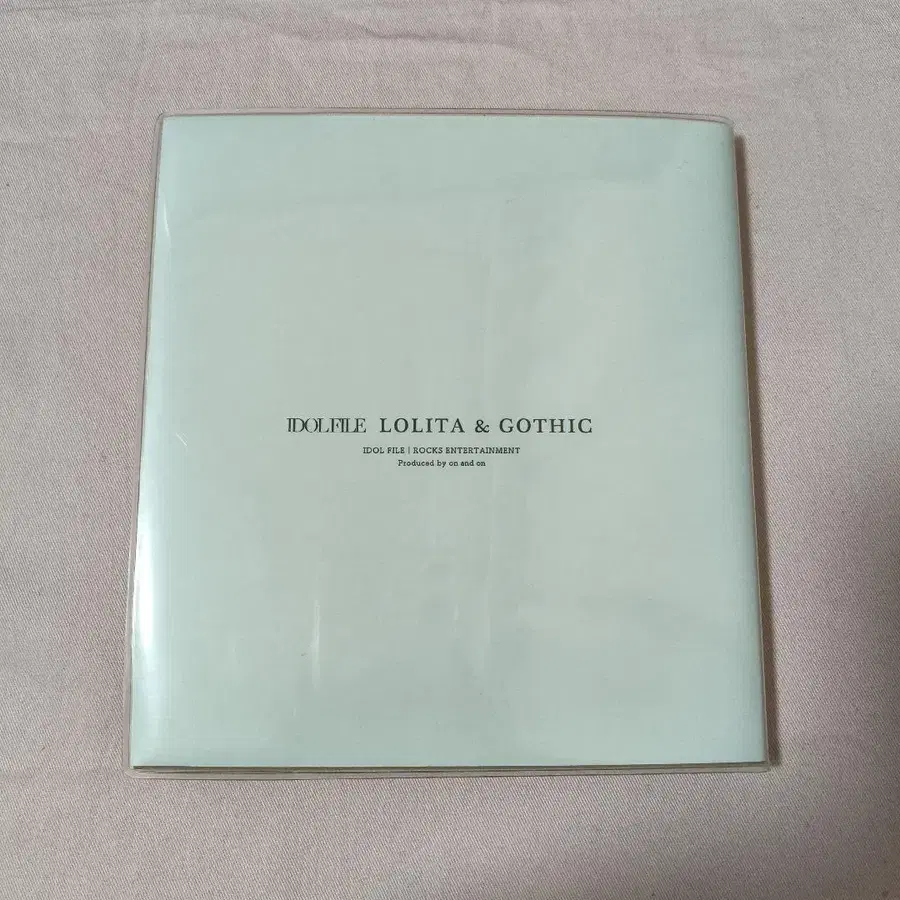 IDOLFILE LOLITA & GOTHIC
IDOL FILE | ROCKS ENTERTAINMENT
Produced by on and on